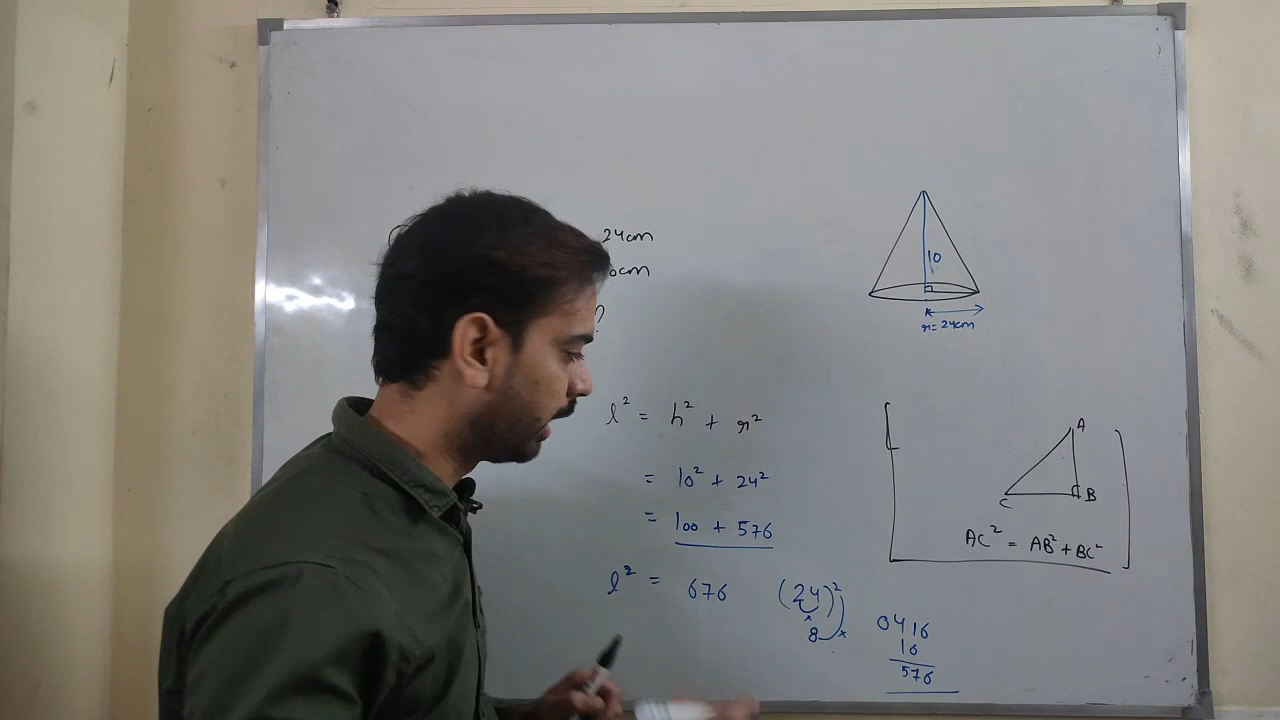 24cm
0cm
?
10
r=24cm
l² = h² + r²
= 10² + 24²
= 100 + 576
l² = 676
(24)²
×
8 ×
0416
16
576
A
B
C
AC² = AB² + BC²